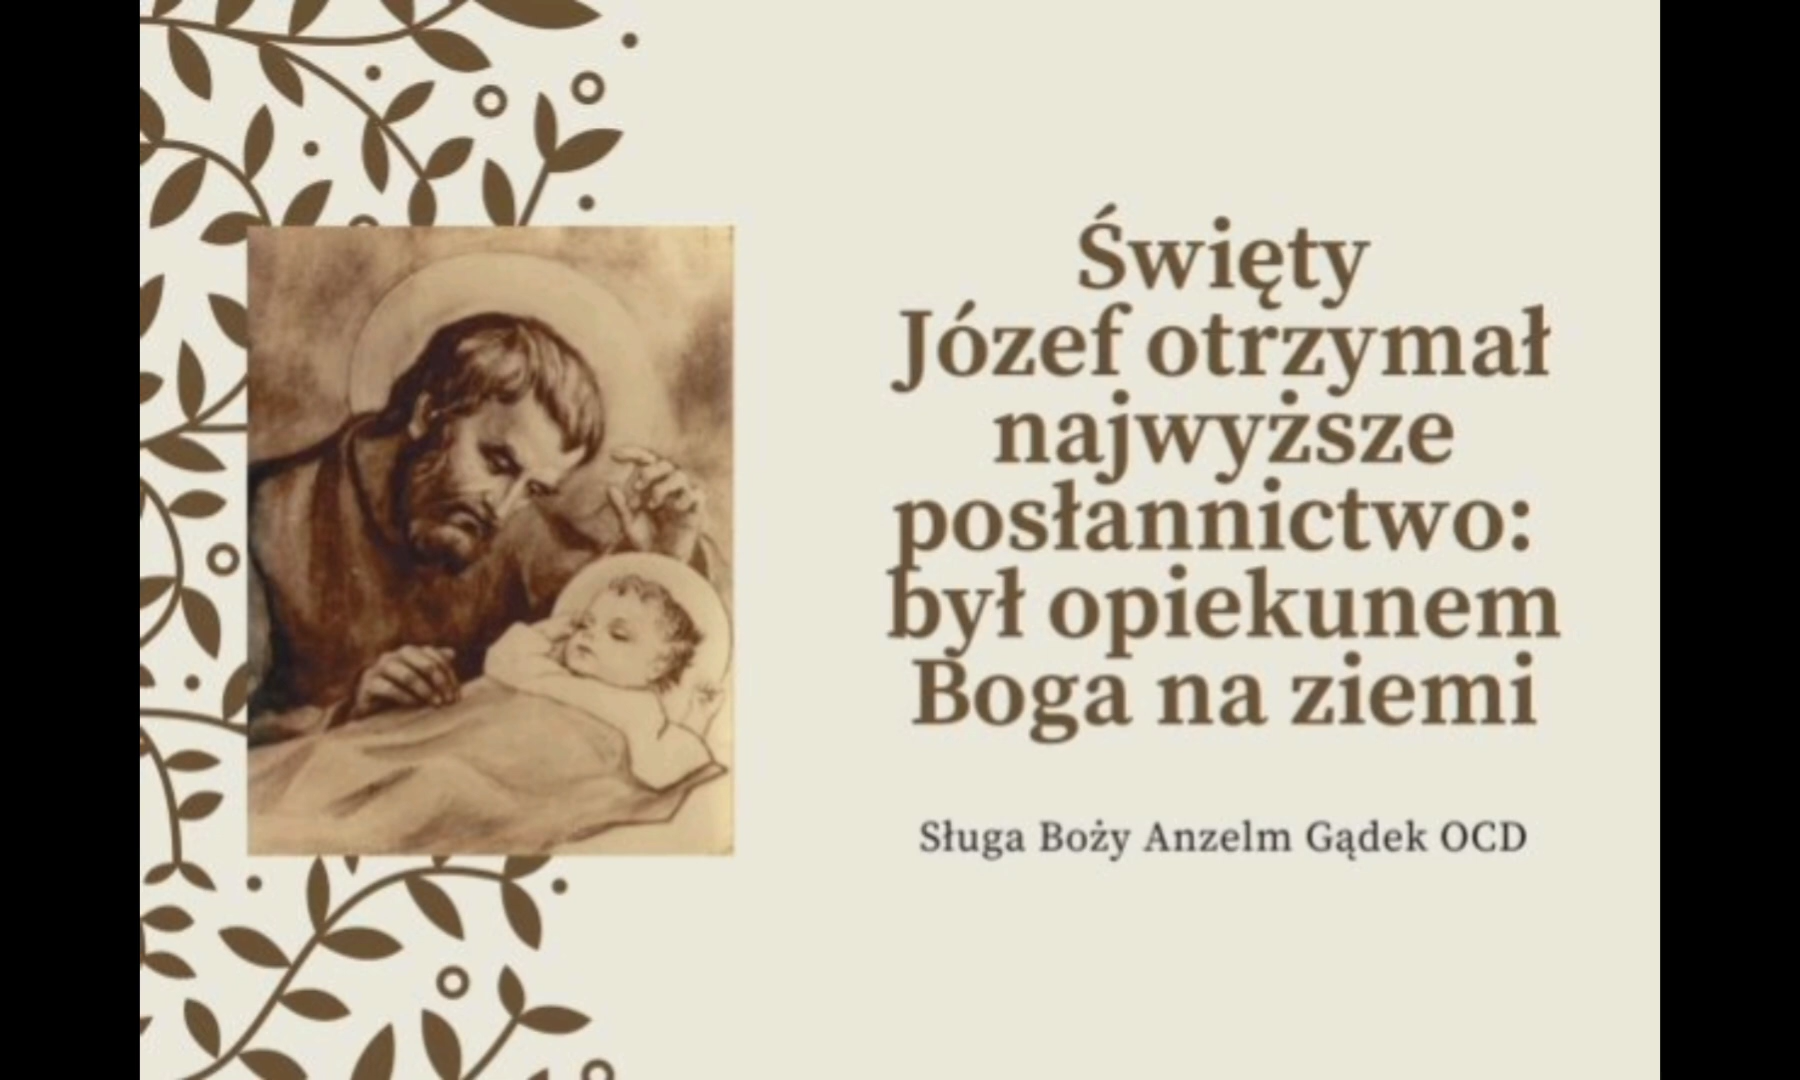 Święty
Józef otrzymał
najwyższe
posłannictwo:
był opiekunem
Boga na ziemi
Sługa Boży Anzelm Gądek OCD